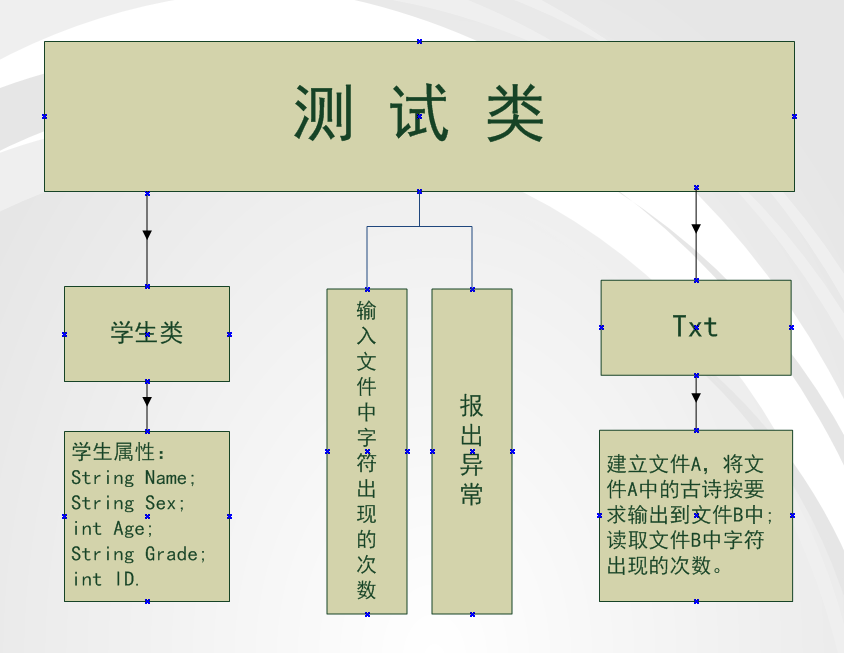 测 试 类
学生类
学生属性:
String Name;
String Sex;
int Age;
String Grade;
int ID.
输
入
文
件
中
字
符
出
现
的
次
数
报
出
异
常
Txt
建立文件A，将文
件A中的古诗按要
求输出到文件B中;
读取文件B中字符
出现的次数。